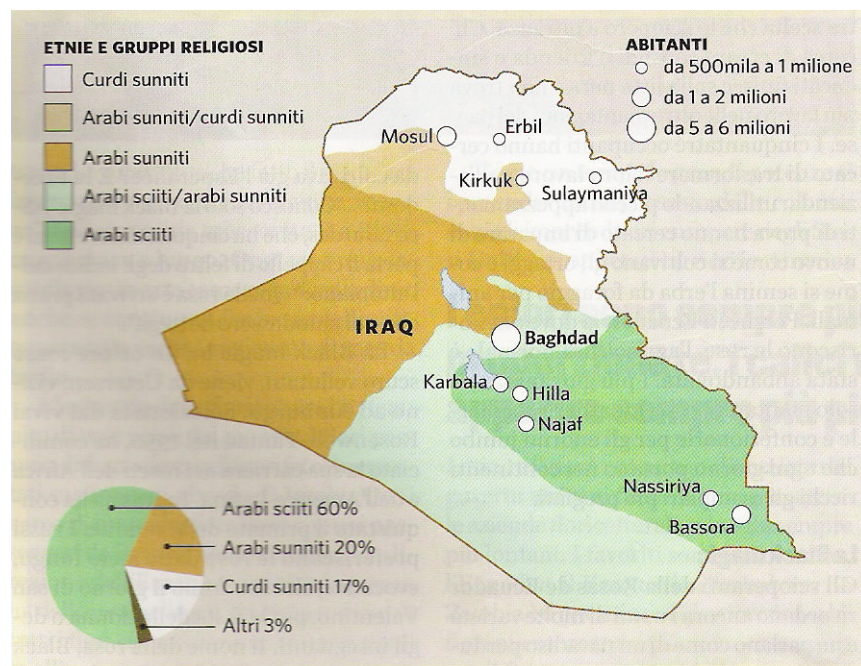 ETNIE E GRUPPI RELIGIOSI
Curdi sunniti
Arabi sunniti/curdi sunniti
Arabi sunniti
Arabi sciiti/arabi sunniti
Arabi sciiti
ABITANTI
da 500mila a 1 milione
da 1 a 2 milioni
da 5 a 6 milioni
Mosul
Erbil
Kirkuk
Sulaymaniya
IRAQ
Baghdad
Karbala
Hilla
Najaf
Nassiriya
Bassora
Arabi sciiti 60%
Arabi sunniti 20%
Curdi sunniti 17%
Altri 3%